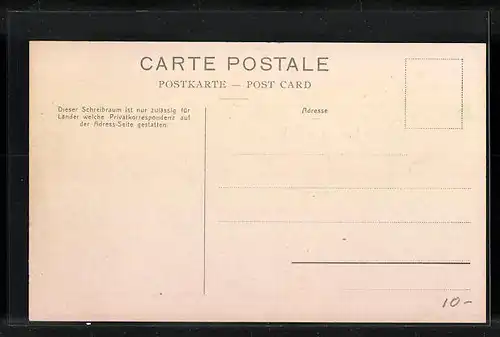 CARTE POSTALE
POSTKARTE — POST CARD
Dieser Schreibraum ist nur zulässig für
Länder welche Privatkorrespondenz auf
der Adress-Seite gestatten.
Adresse
10-